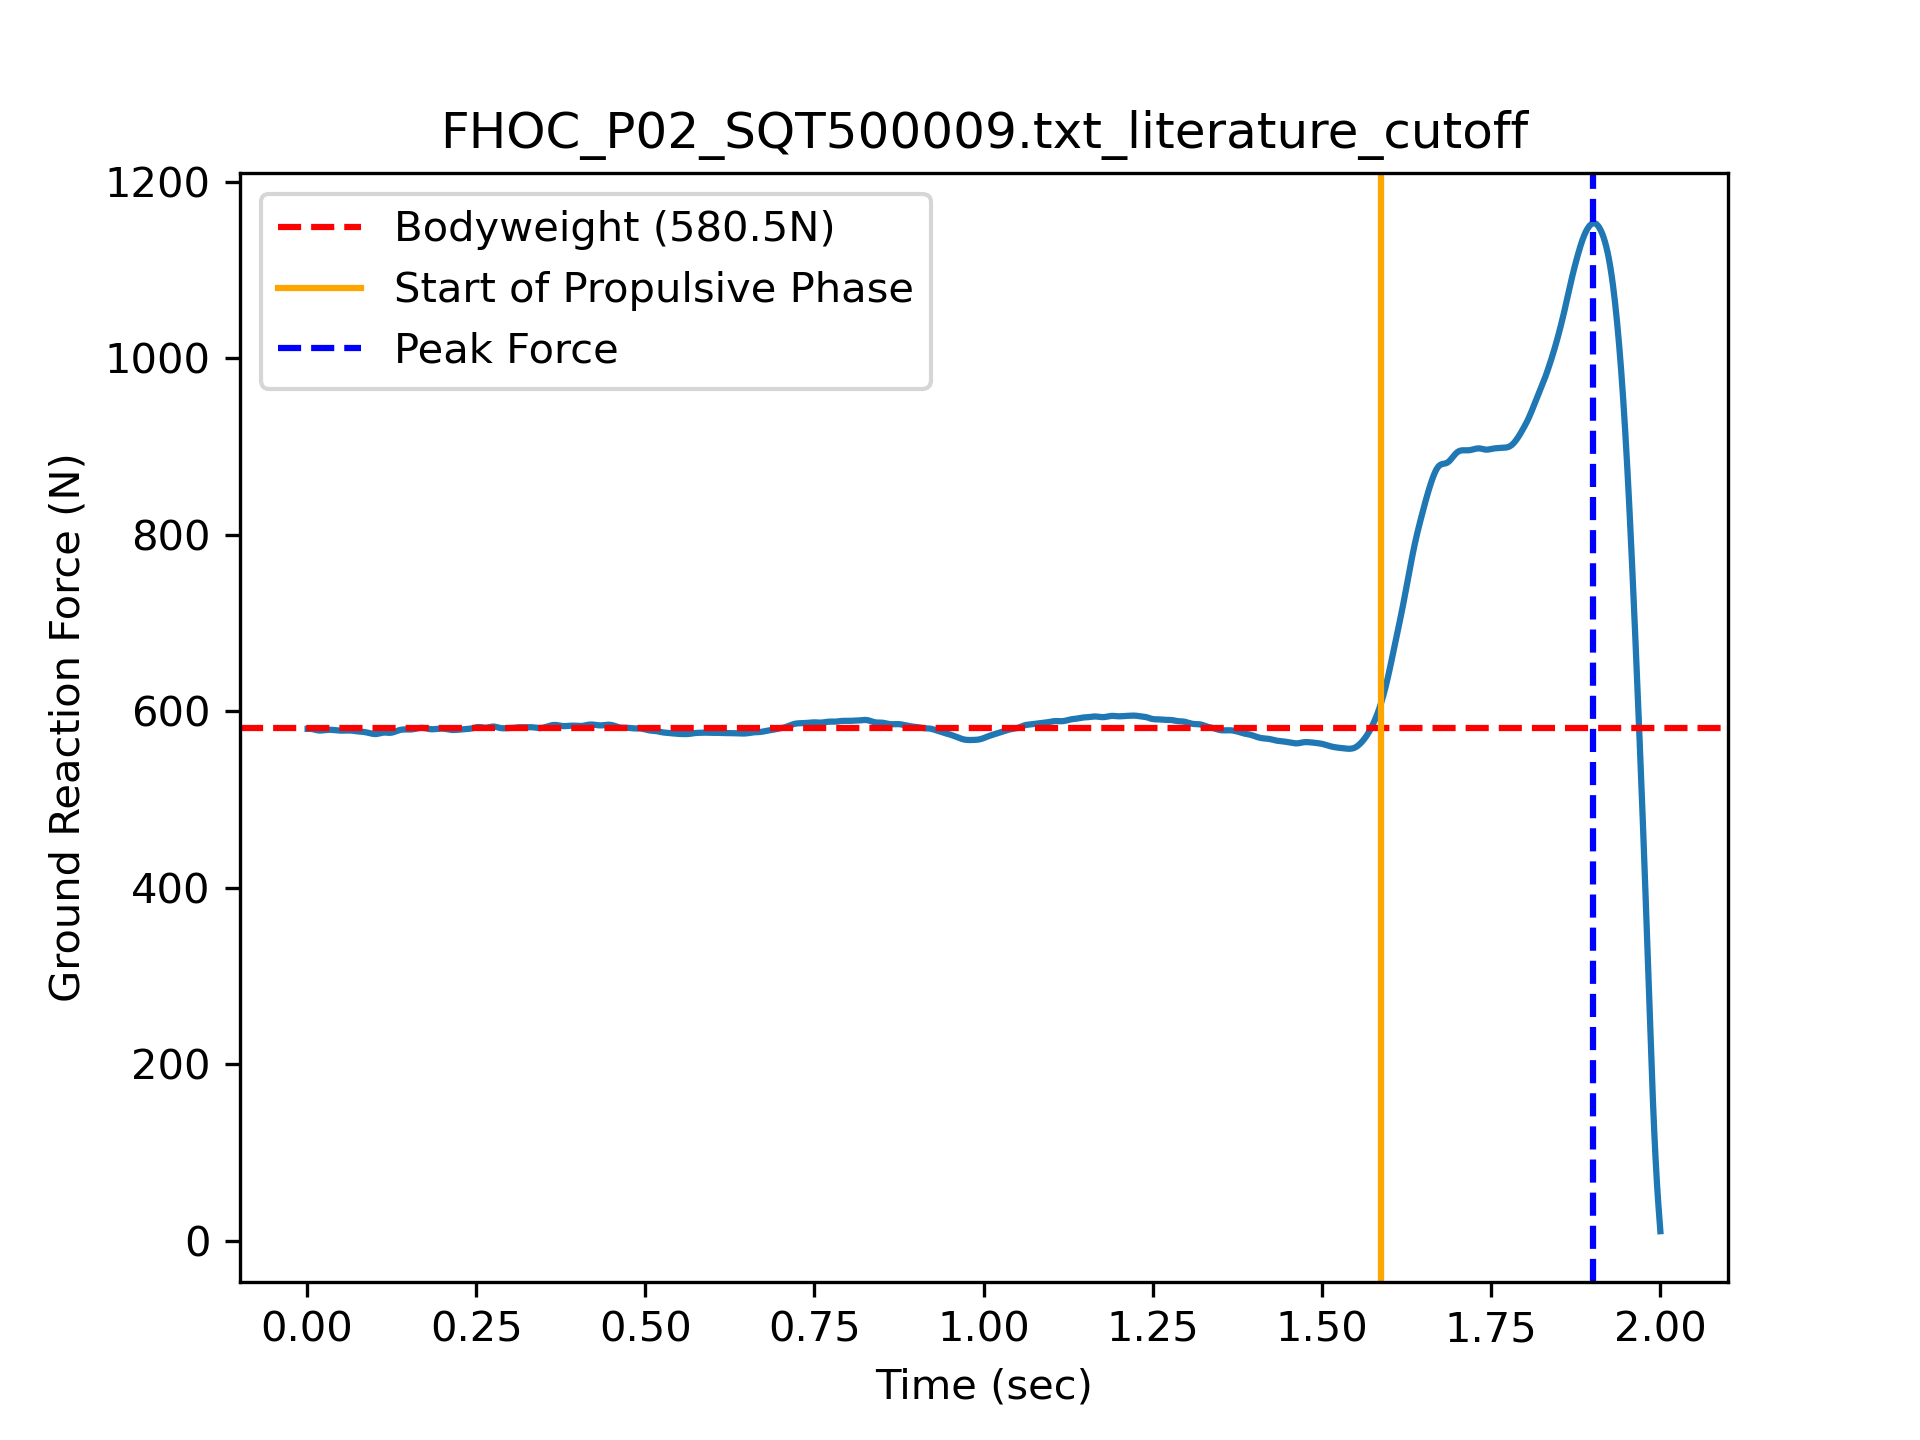 FHOC_P02_SQT500009.txt_literature_cutoff
1200
1000
800
600
400
200
0
Ground Reaction Force (N)
Bodyweight (580.5N)
Start of Propulsive Phase
Peak Force
0.00 0.25 0.50 0.75 1.00 1.25 1.50 1.75 2.00
Time (sec)